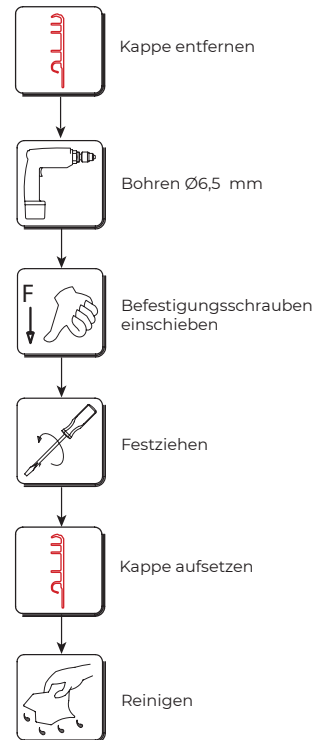 Kappe entfernen
Bohren Ø6,5 mm
F
Befestigungsschrauben
einschieben
Festziehen
Kappe aufsetzen
Reinigen